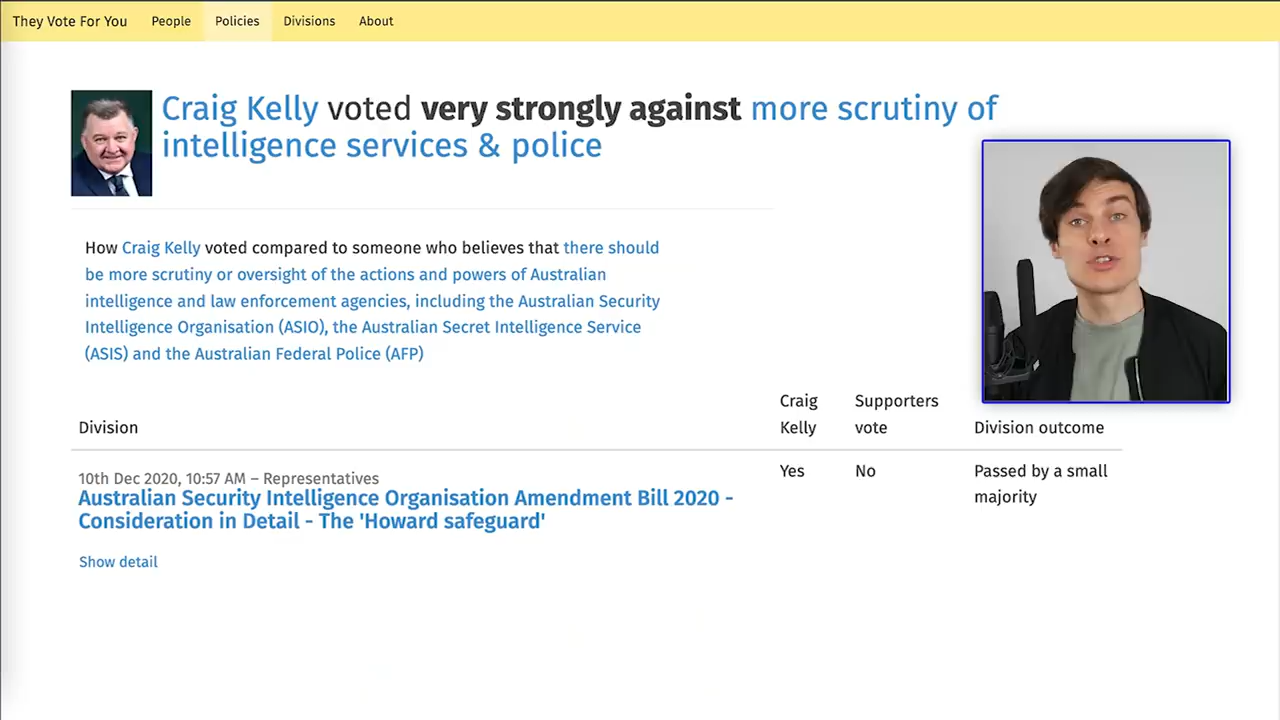 They Vote For You People Policies Divisions About
Craig Kelly voted very strongly against more scrutiny of
intelligence services & police
How Craig Kelly voted compared to someone who believes that there should
be more scrutiny or oversight of the actions and powers of Australian
intelligence and law enforcement agencies, including the Australian Security
Intelligence Organisation (ASIO), the Australian Secret Intelligence Service
(ASIS) and the Australian Federal Police (AFP)
Division
Craig
Kelly
Supporters
vote
Division outcome
10th Dec 2020, 10:57 AM – Representatives
Australian Security Intelligence Organisation Amendment Bill 2020 -
Consideration in Detail - The 'Howard safeguard'
Show detail
Yes
No
Passed by a small
majority